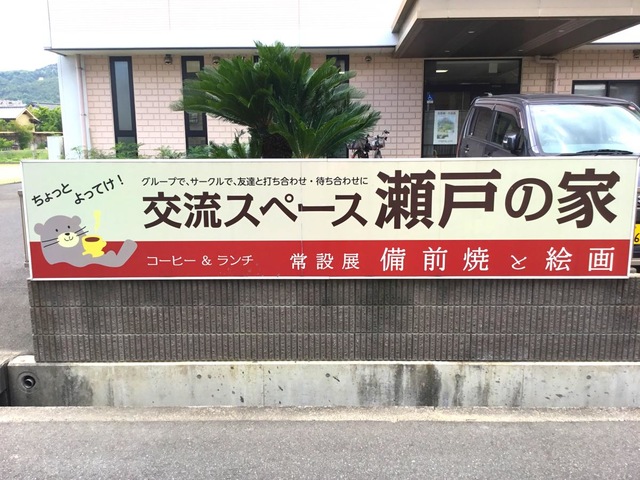 ちょっと
よってけ!
グループで、サークルで、友達と打ち合わせ・待ち合わせに
交流スペース 瀬戸の家
コーヒー & ランチ 常設展 備前焼と絵画